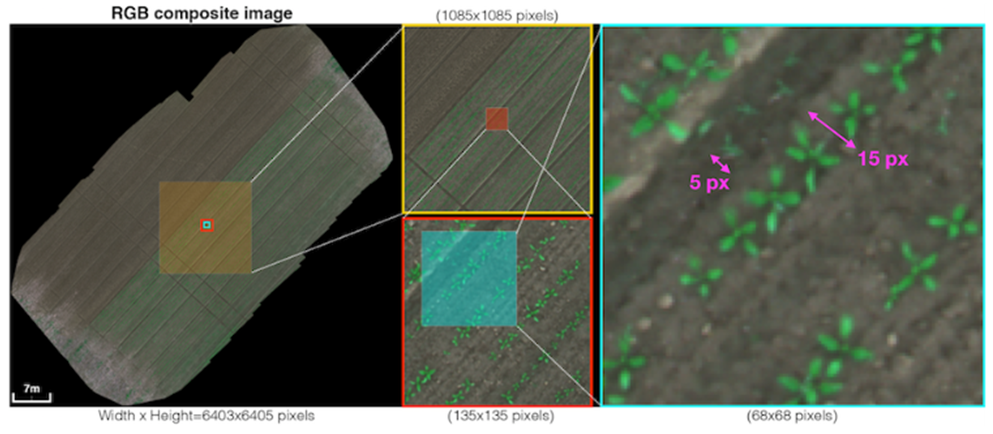 RGB composite image
(1085x1085 pixels)
15 px
5 px
7m
Width x Height=6403x6405 pixels
(135x135 pixels)
(68x68 pixels)